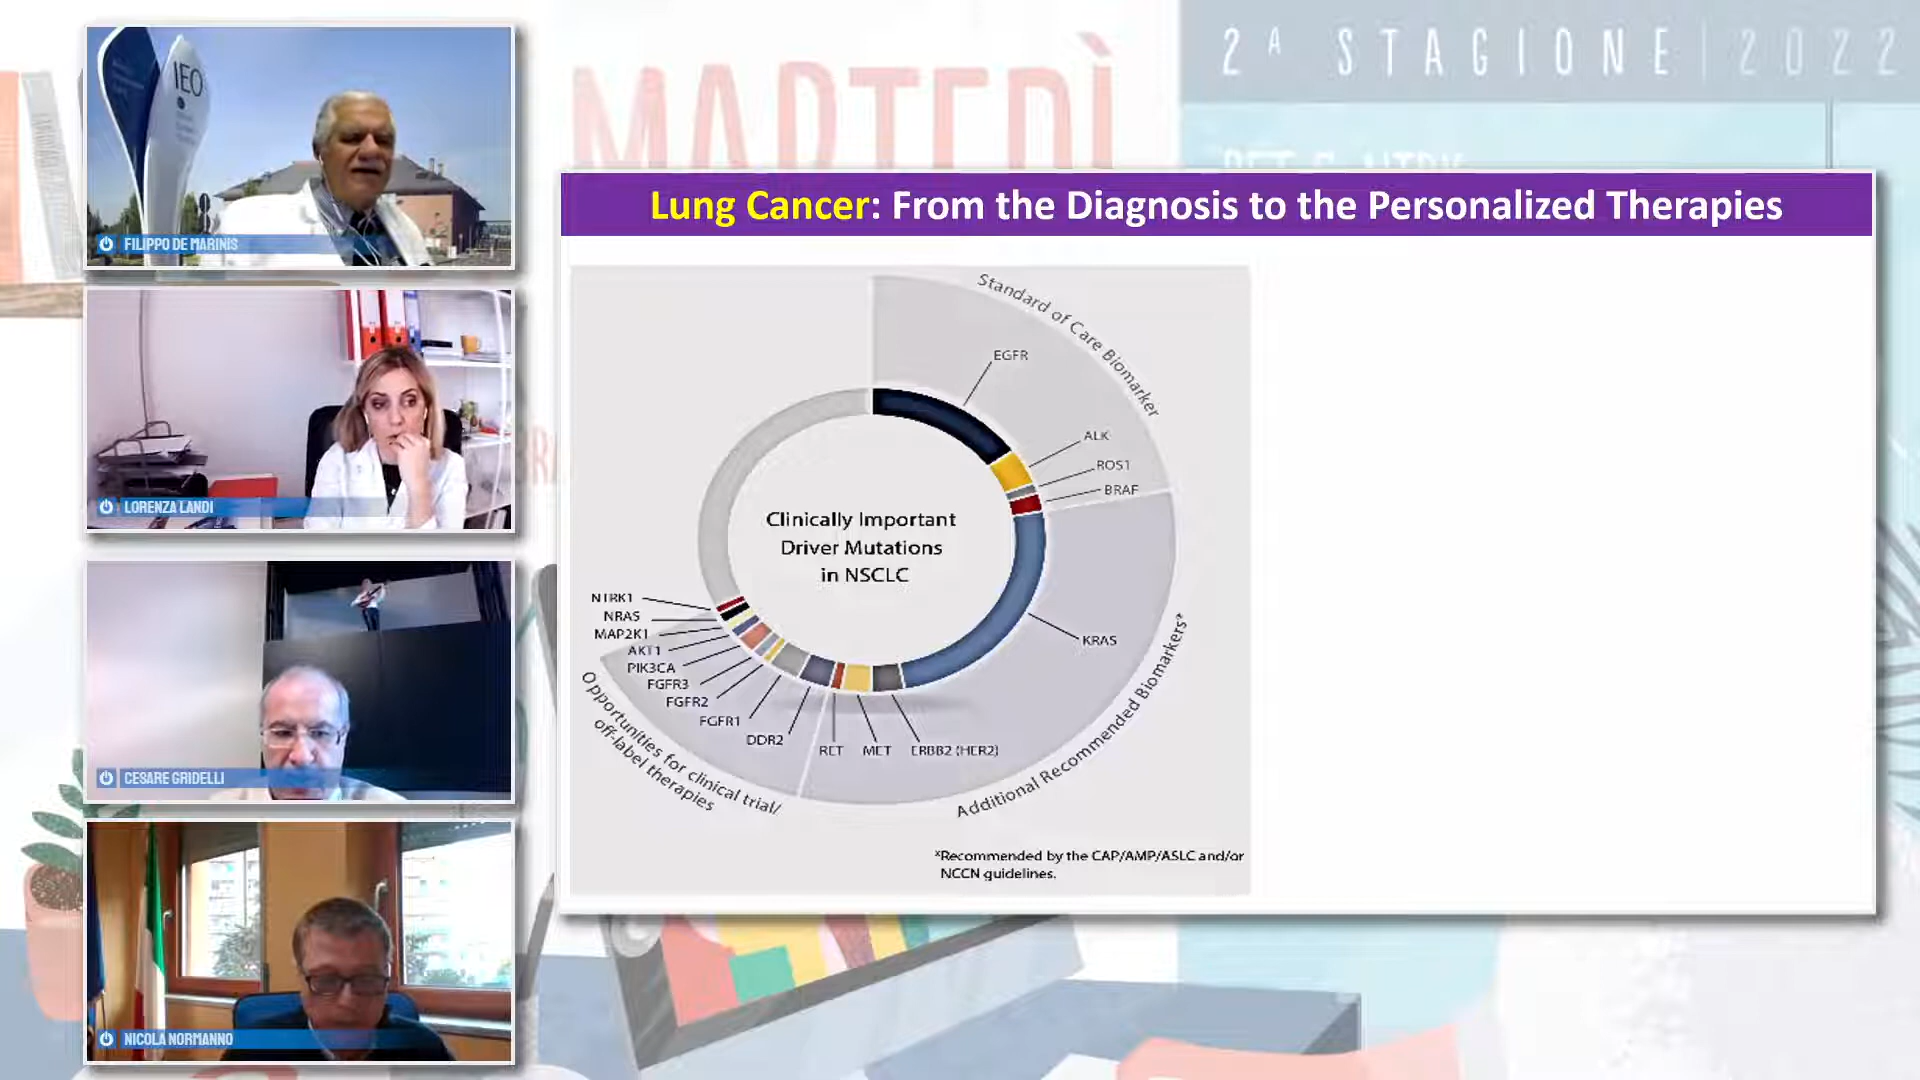 MARTEDÌ
2ª STAGIONE | 2022
IEO
FILIPPO DE MARINIS
LORENZA LANDI
CESARE GRIDELLI
NICOLA NORMANNO
Lung Cancer: From the Diagnosis to the Personalized Therapies
Standard of Care Biomarker
EGFR
ALK
ROS1
BRAF
Clinically Important
Driver Mutations
in NSCLC
KRAS
NTRK1
NRAS
MAP2K1
AKT1
PIK3CA
FGFR3
FGFR2
FGFR1
DDR2
RET
MET
ERBB2 (HER2)
Additional Recommended Biomarkers*
Opportunities for clinical trial/
off-label therapies
*Recommended by the CAP/AMP/ASLC and/or
NCCN guidelines.